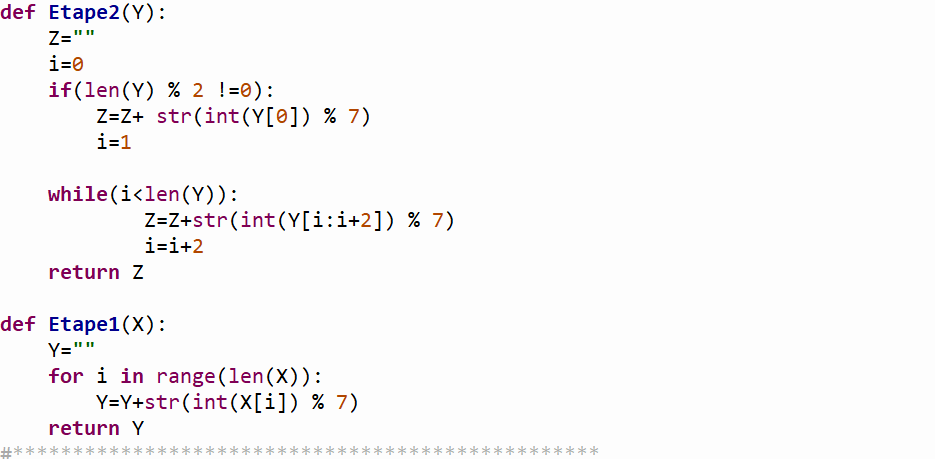 def Etape2(Y):
    Z=""
    i=0
    if(len(Y) % 2 !=0):
        Z=Z+ str(int(Y[0]) % 7)
        i=1

    while(i<len(Y)):
            Z=Z+str(int(Y[i:i+2]) % 7)
            i=i+2
    return Z

def Etape1(X):
    Y=""
    for i in range(len(X)):
        Y=Y+str(int(X[i]) % 7)
    return Y
#*************************************************